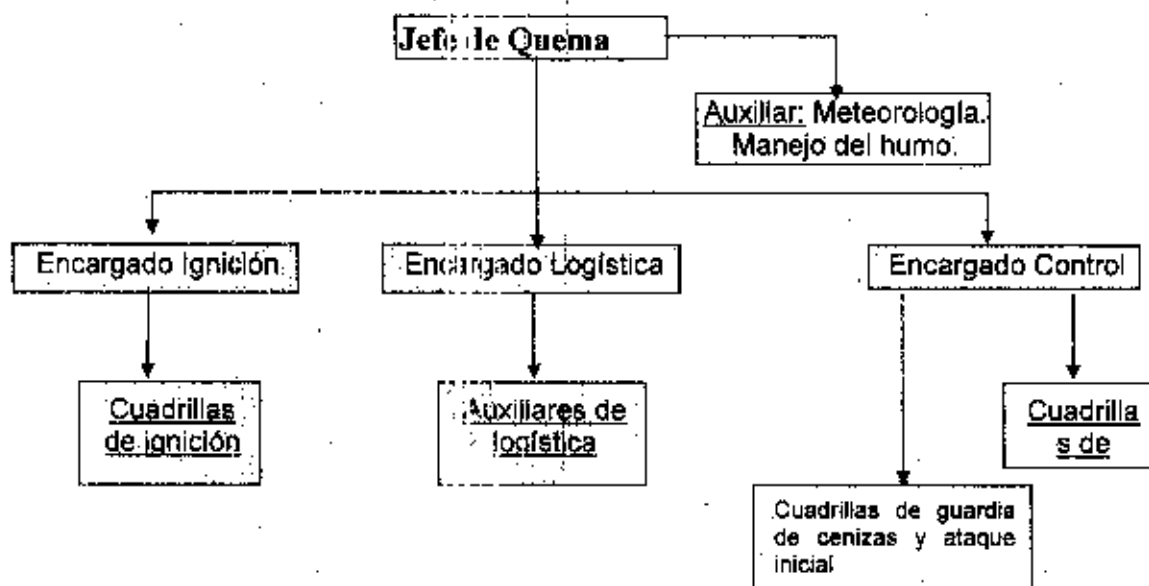 Jefe de Quema
Auxiliar: Meteorología.
Manejo del humo.
Encargado Ignición.
Encargado Logística
Encargado Control
Cuadrillas
de ignición
Auxiliares de
logística
Cuadrilla
s de
Cuadrillas de guardia
de cenizas y ataque
inicial